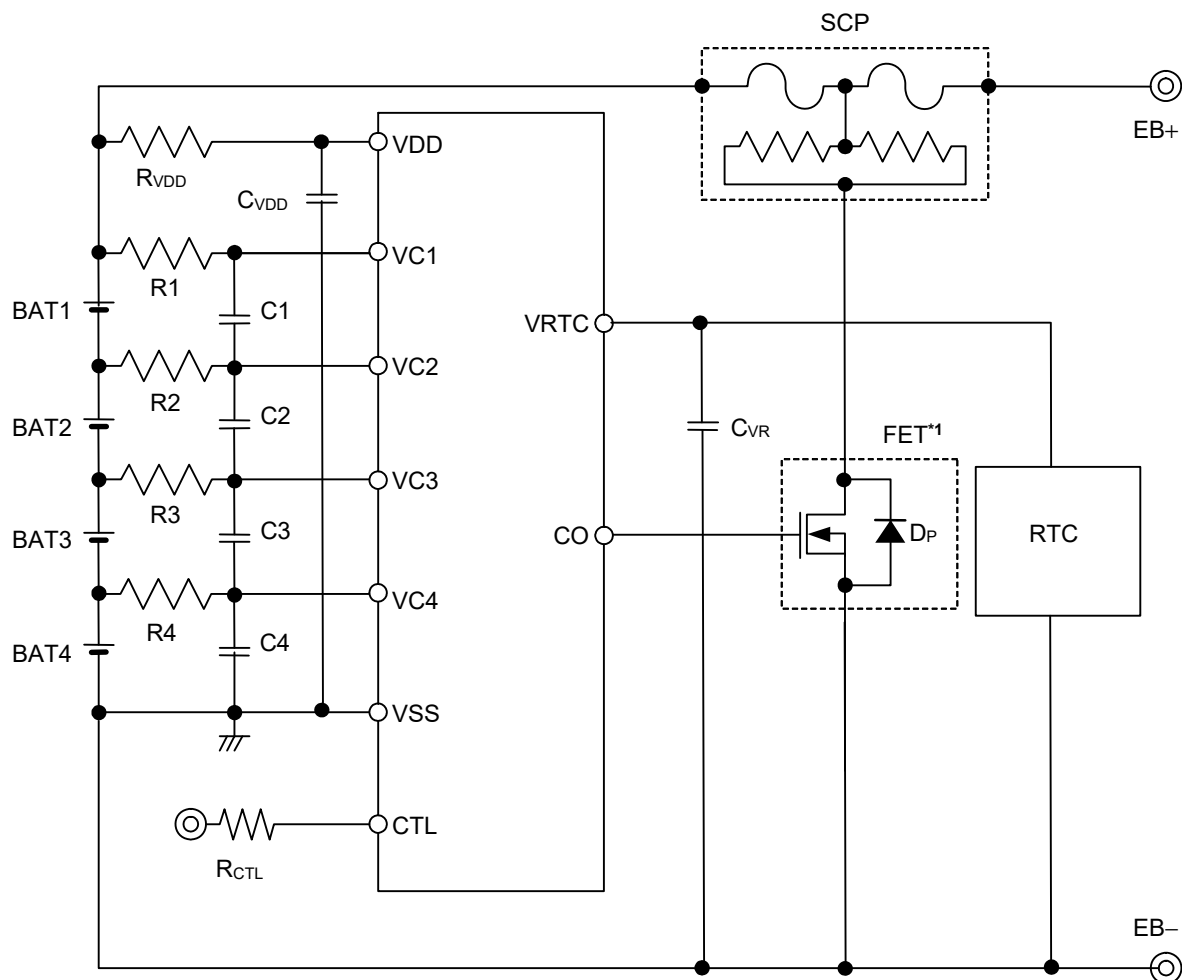 SCP
EB+
VDD
RVDD
CVDD
VC1
R1
BAT1
C1
VRTC
VC2
R2
BAT2
C2
CVR
FET*1
VC3
R3
BAT3
C3
CO
DP
RTC
VC4
R4
BAT4
C4
VSS
CTL
RCTL
EB−